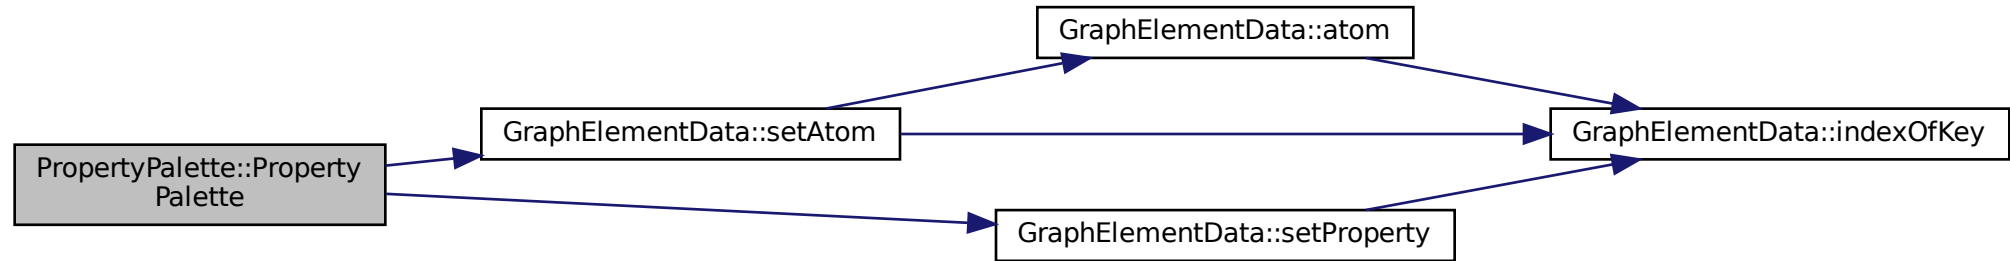 GraphElementData::atom
GraphElementData::setAtom
GraphElementData::indexOfKey
PropertyPalette::Property
Palette
GraphElementData::setProperty